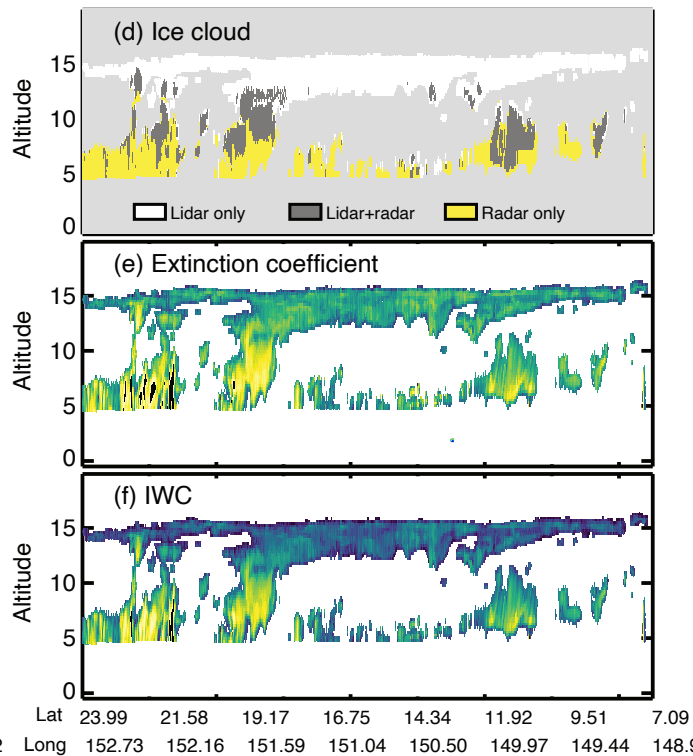 (d) Ice cloud
15
10
5
0
Altitude
Lidar only Lidar+radar Radar only
(e) Extinction coefficient
15
10
5
0
Altitude
(f) IWC
15
10
5
0
Altitude
Lat 23.99 21.58 19.17 16.75 14.34 11.92 9.51 7.09
2 Long 152.73 152.16 151.59 151.04 150.50 149.97 149.44